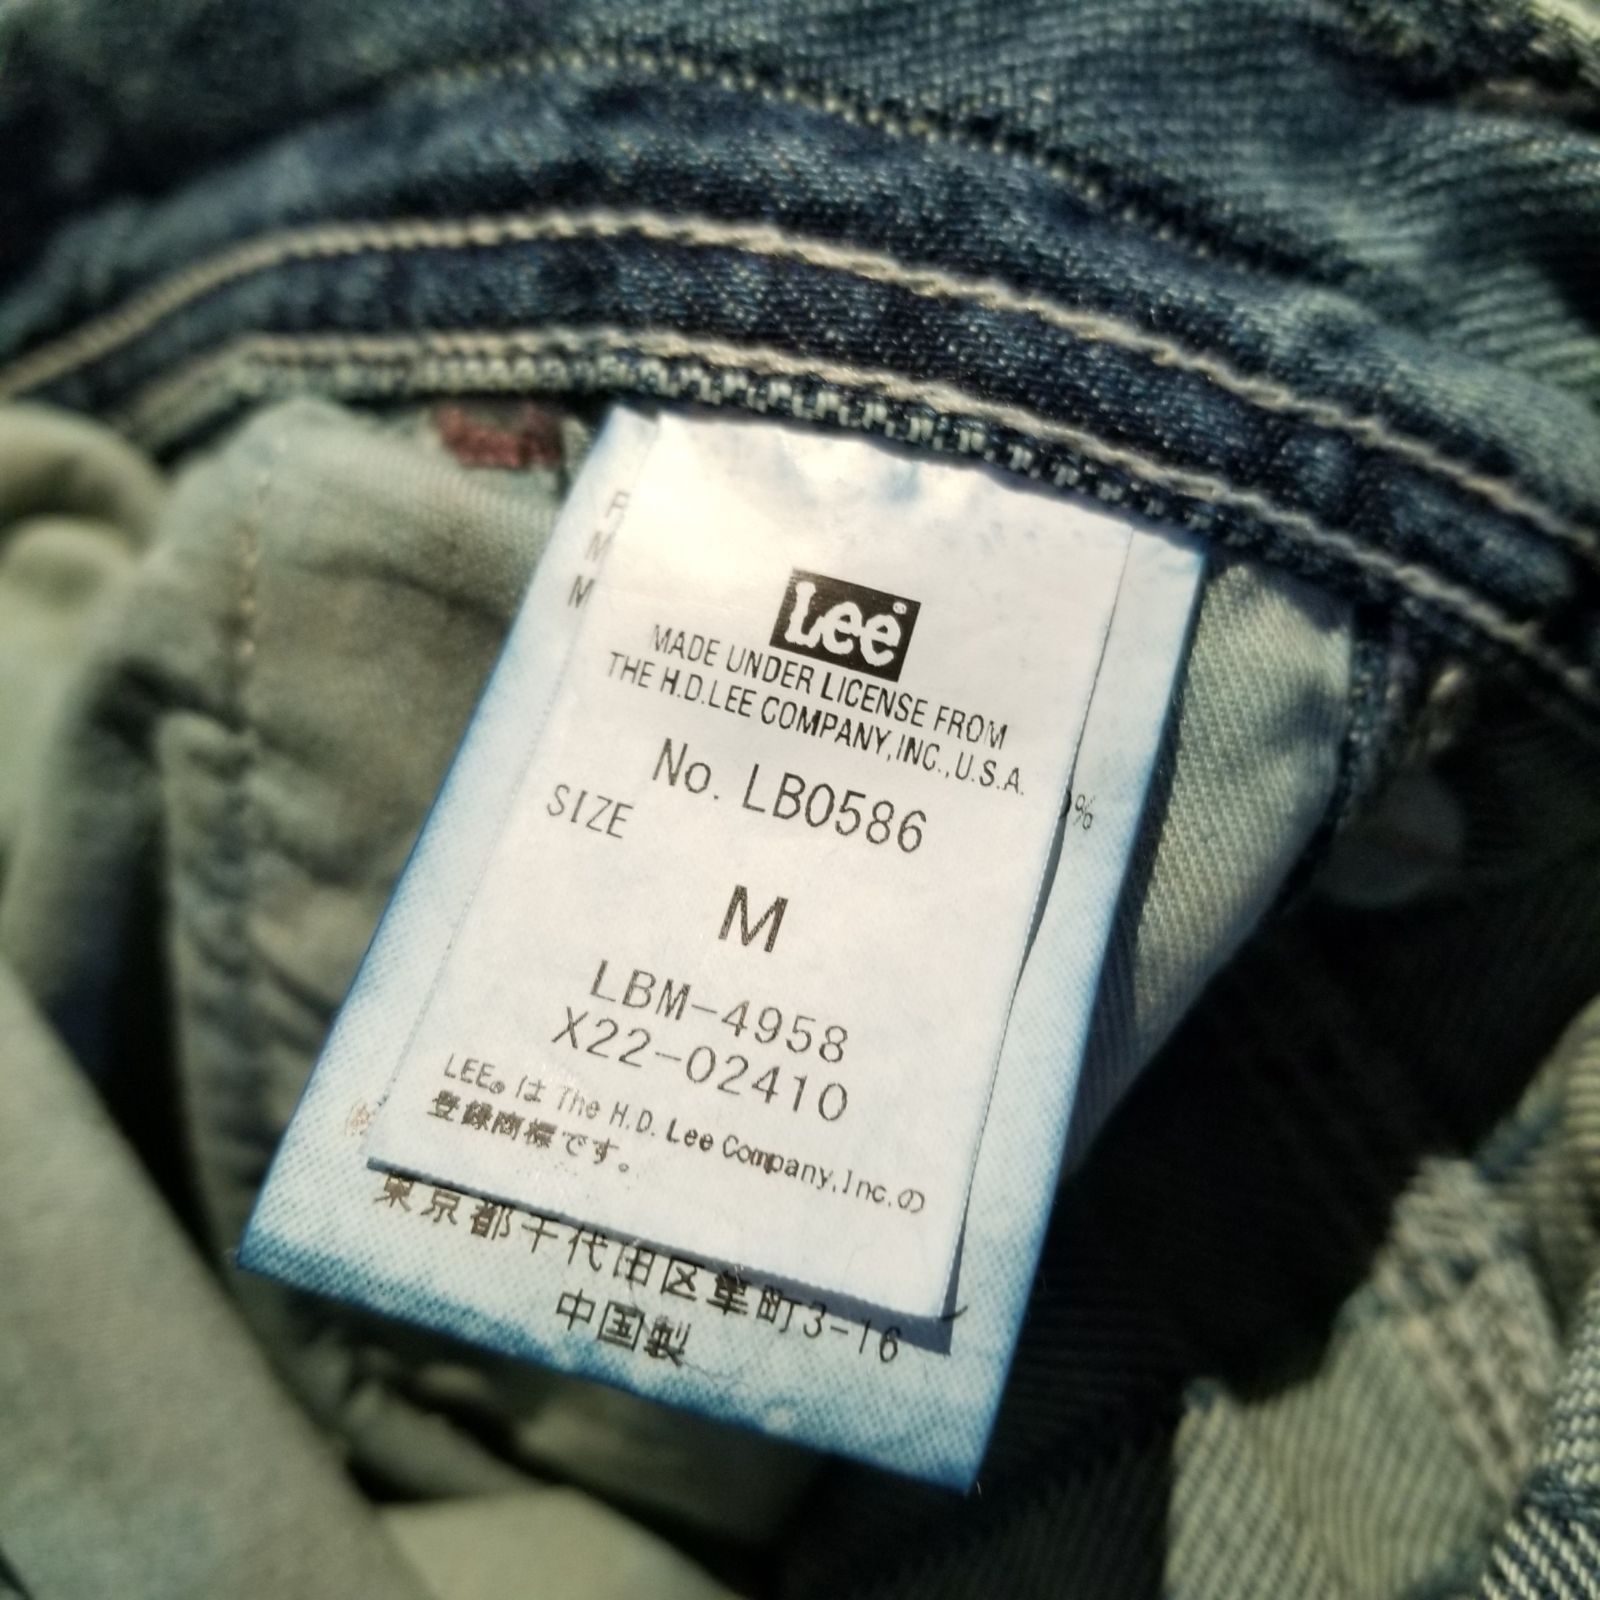 Lee®
MADE UNDER LICENSE FROM
THE H.D.LEE COMPANY,INC.,U.S.A.
No. LB0586
SIZE
M
LBM-4958
X22-02410
LEE® は The H.D. Lee Company,Inc.の
登録商標です。
東京都千代田区隼町3-16
中国製
P
M
M
%